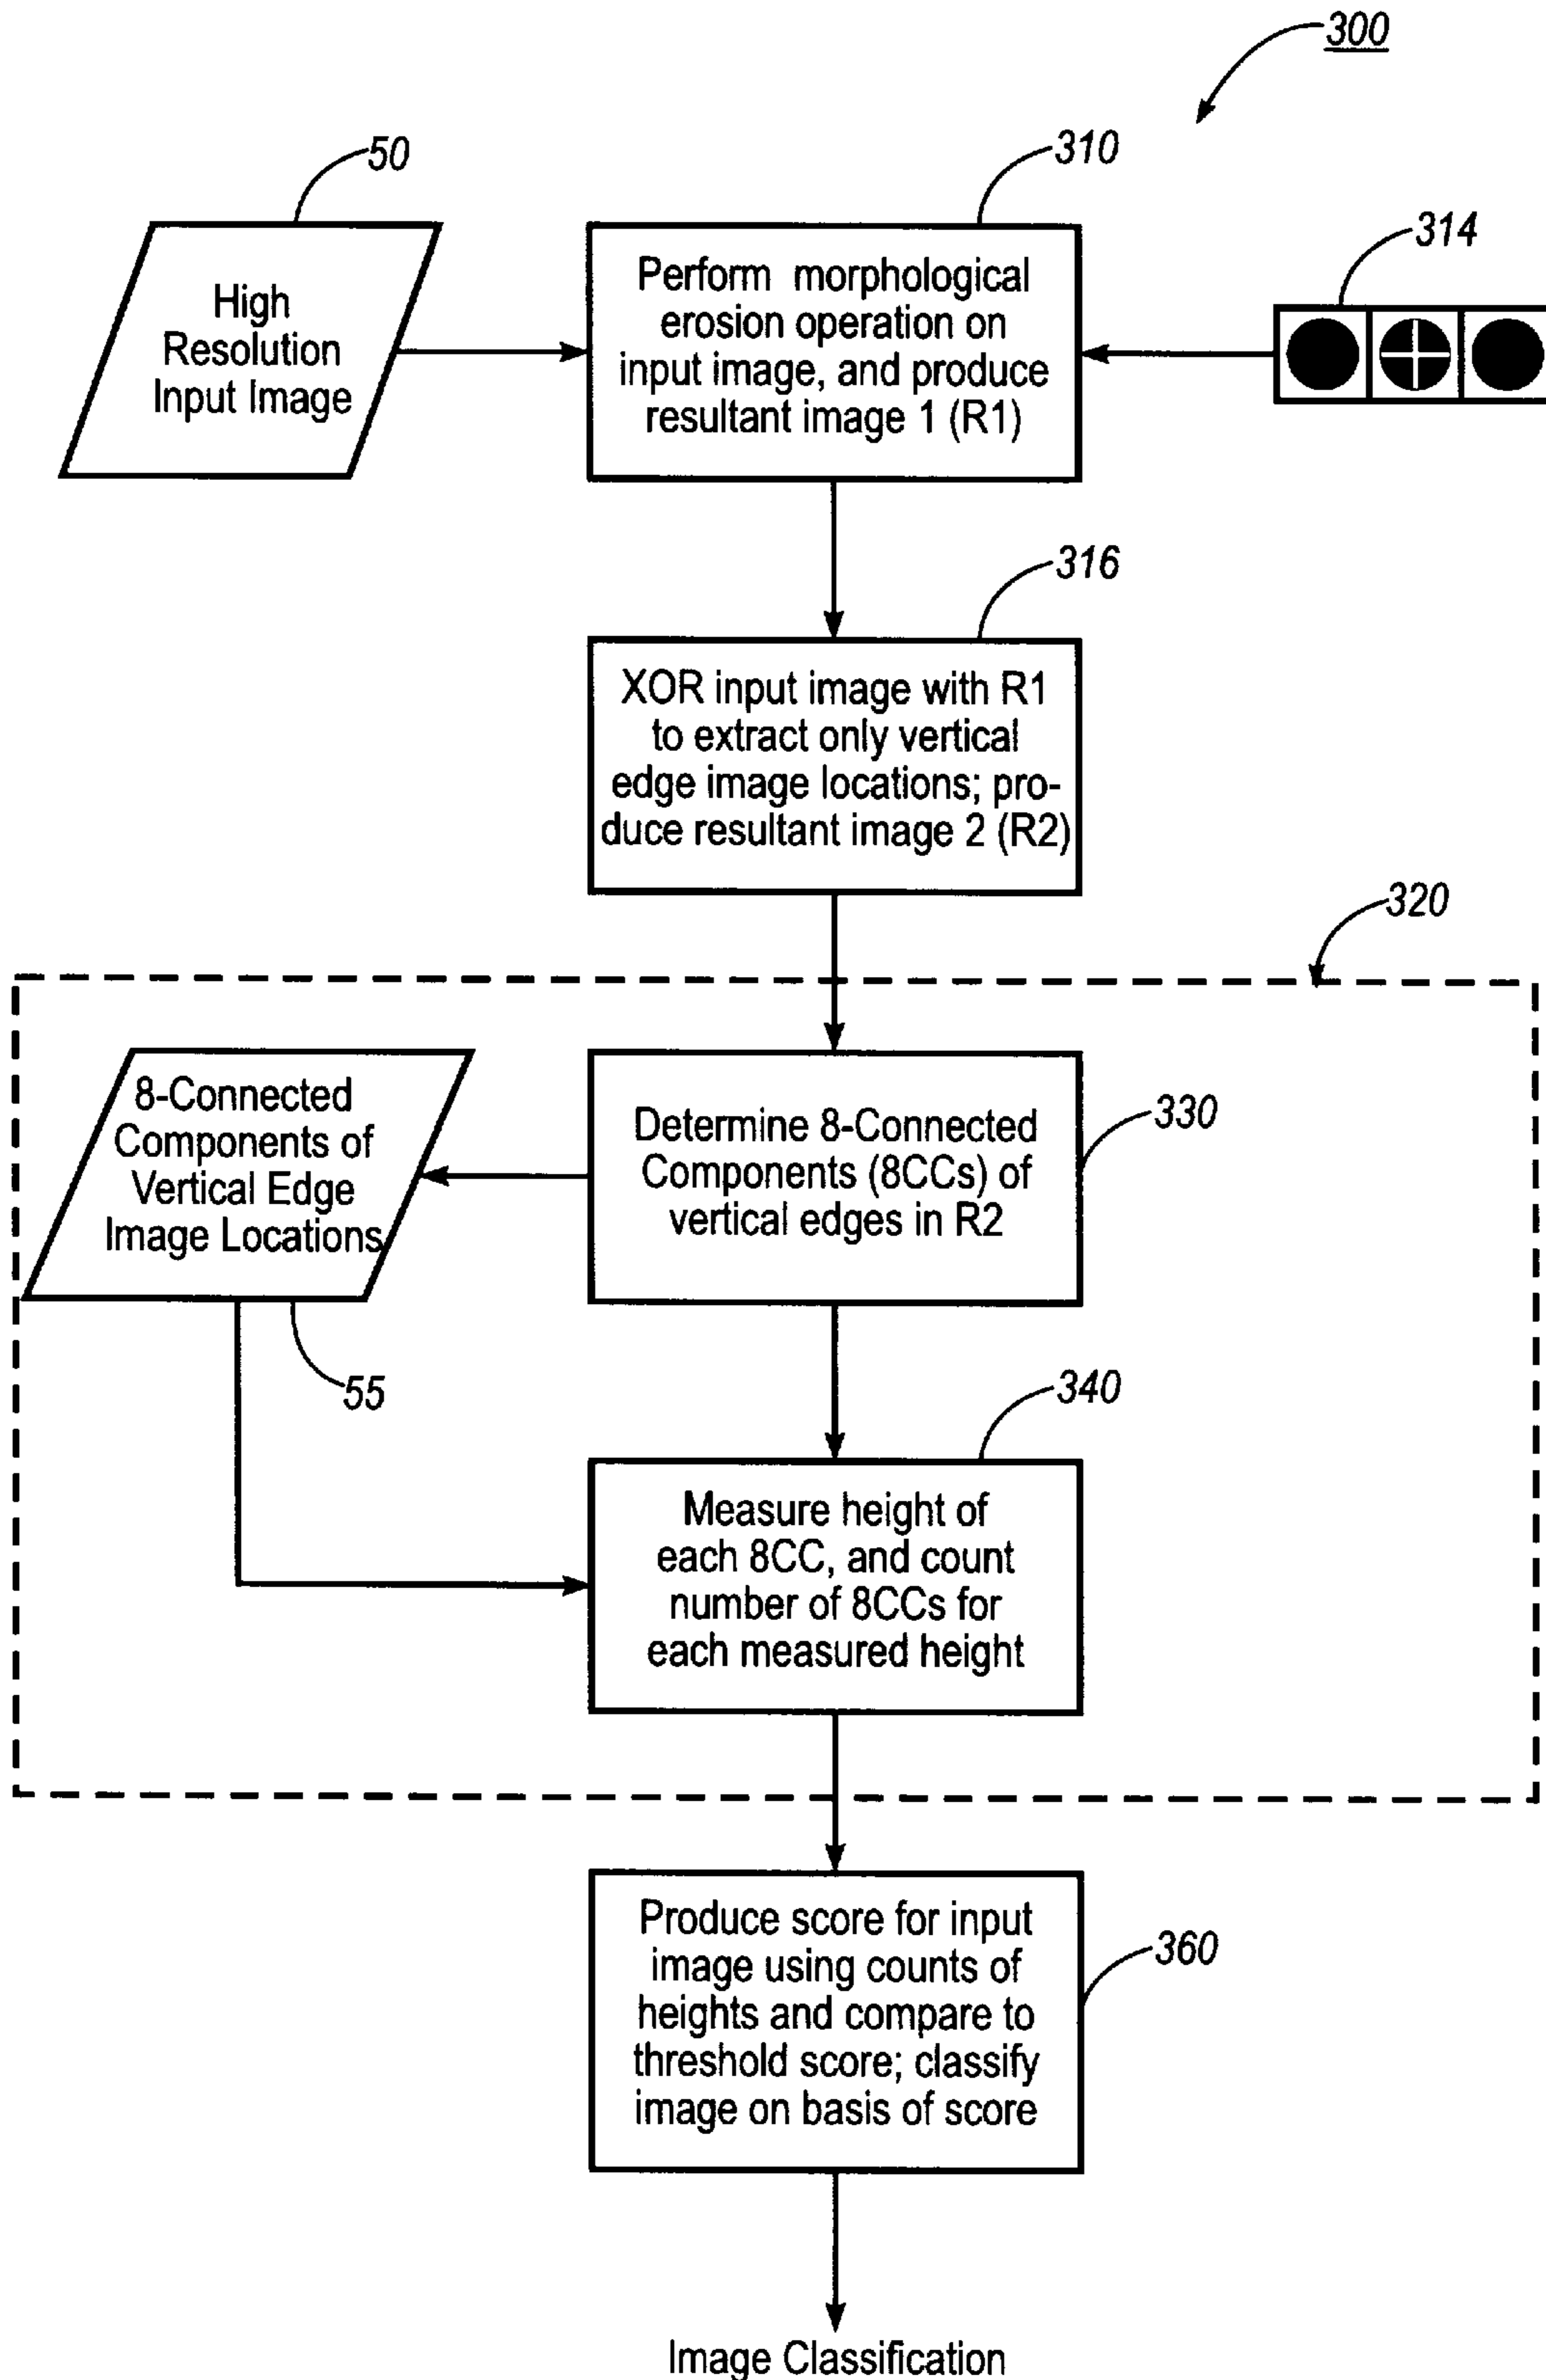 300
50
High
Resolution
Input Image
310
Perform morphological
erosion operation on
input image, and produce
resultant image 1 (R1)
314
316
XOR input image with R1
to extract only vertical
edge image locations; pro-
duce resultant image 2 (R2)
320
8-Connected
Components of
Vertical Edge
Image Locations
55
330
Determine 8-Connected
Components (8CCs) of
vertical edges in R2
340
Measure height of
each 8CC, and count
number of 8CCs for
each measured height
360
Produce score for input
image using counts of
heights and compare to
threshold score; classify
image on basis of score
Image Classification